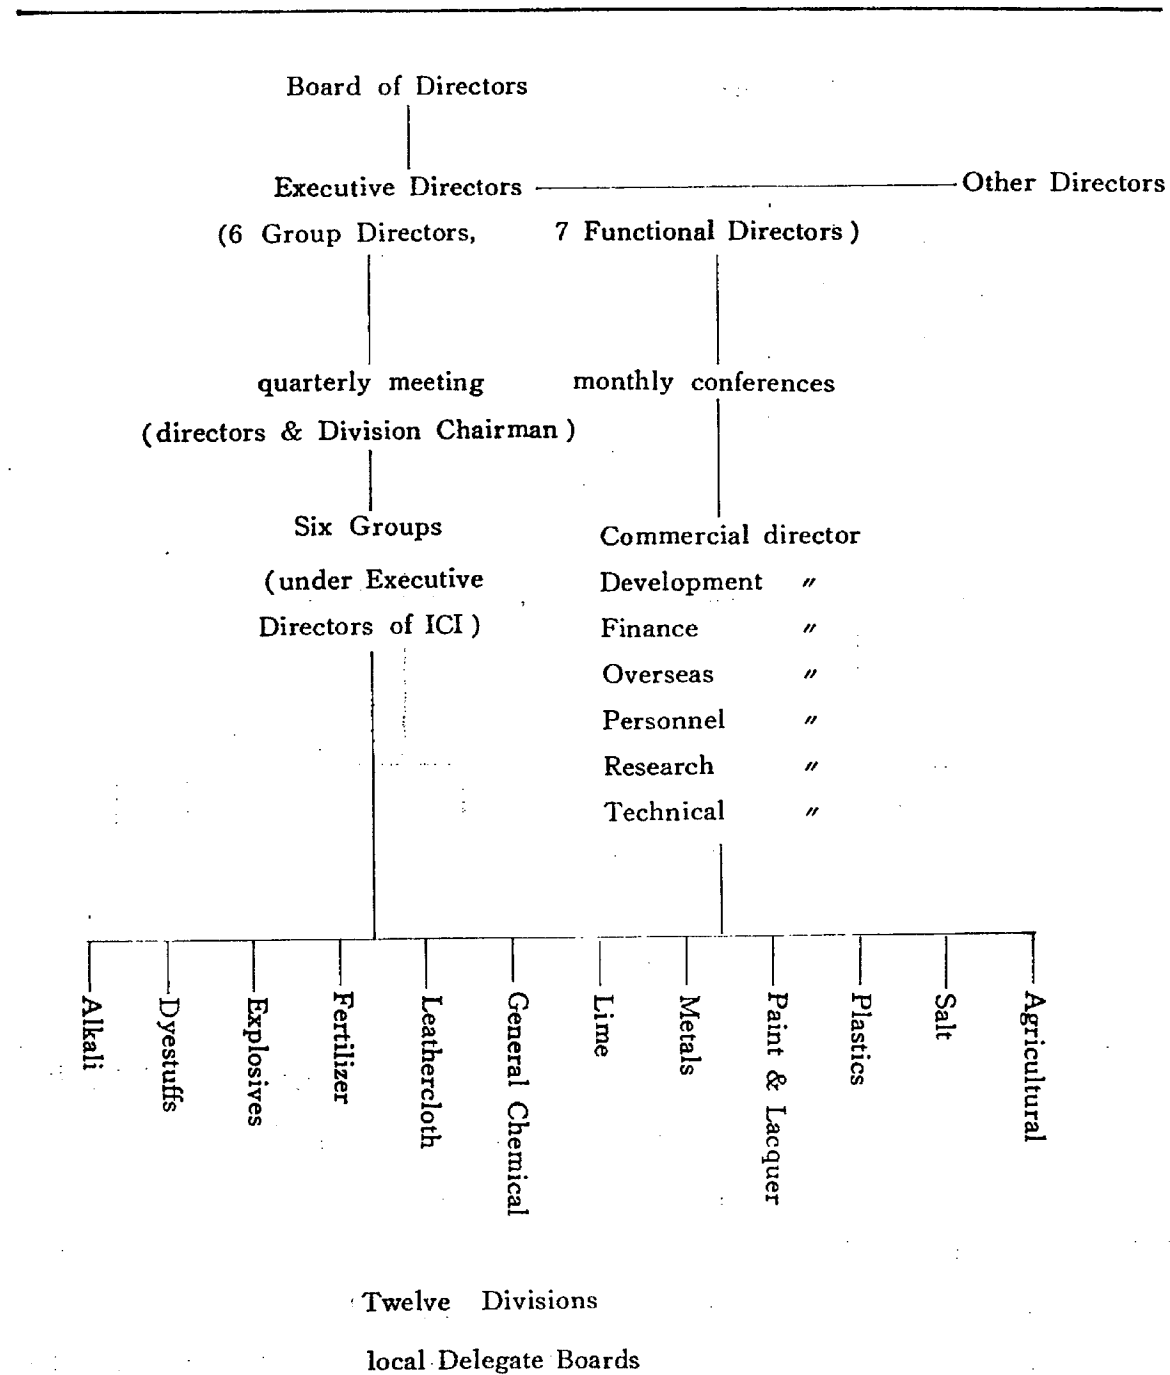 Board of Directors
Executive Directors
Other Directors
(6 Group Directors,
7 Functional Directors)
quarterly meeting
(directors & Division Chairman)
monthly conferences
Six Groups
(under Executive
Directors of ICI)
Commercial director
Development 〃
Finance 〃
Overseas 〃
Personnel 〃
Research 〃
Technical 〃
Alkali
Dyestuffs
Explosives
Fertilizer
Leathercloth
General Chemical
Lime
Metals
Paint & Lacquer
Plastics
Salt
Agricultural
Twelve Divisions
local Delegate Boards